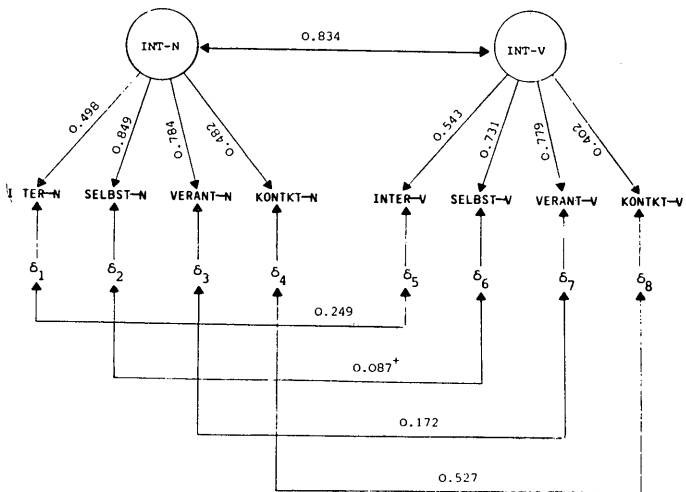 0.834
INT-N INT-V
0.498 0.849 0.784 0.482 0.543 0.731 0.779 0.402
I TER-N SELBST-N VERANT-N KONTKT-N INTER-V SELBST-V VERANT-V KONTKT-V
δ1 δ2 δ3 δ4 δ5 δ6 δ7 δ8
0.249
0.087+
0.172
0.527